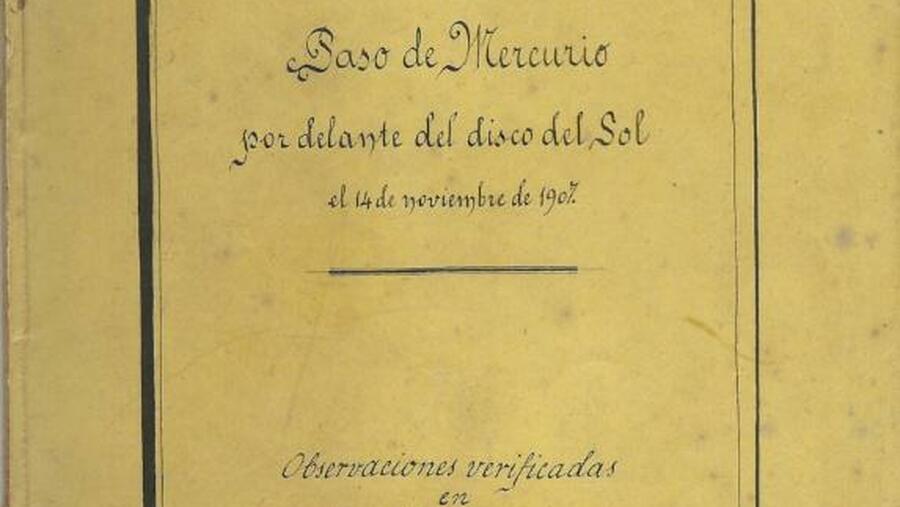 Paso de Mercurio
por delante del disco del Sol
el 14 de noviembre de 1907.
Observaciones verificadas
en